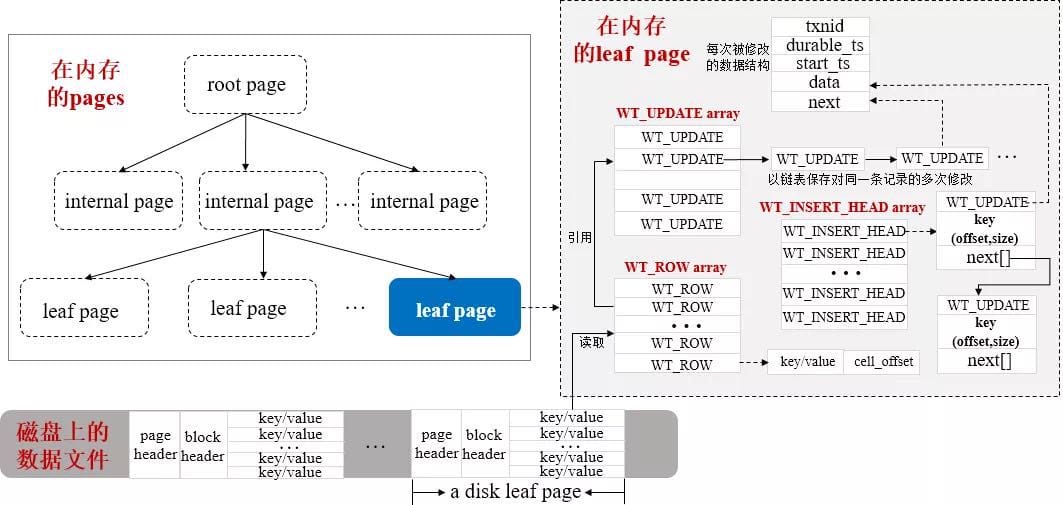 在内存
的pages
root page
internal page
internal page
...
internal page
leaf page
leaf page
...
leaf page
在内存
的leaf page
每次被修改
的数据结构
txnid
durable_ts
start_ts
data
next
WT_UPDATE array
WT_UPDATE
WT_UPDATE
WT_UPDATE
WT_UPDATE
WT_UPDATE
WT_UPDATE
...
以链表保存对同一条记录的多次修改
引用
WT_INSERT_HEAD array
WT_INSERT_HEAD
WT_INSERT_HEAD
...
WT_INSERT_HEAD
WT_INSERT_HEAD
WT_UPDATE
key
(offset,size)
next[]
WT_UPDATE
key
(offset,size)
next[]
WT_ROW array
WT_ROW
WT_ROW
...
WT_ROW
WT_ROW
读取
key/value
cell_offset
磁盘上的
数据文件
page
header
block
header
key/value
key/value
...
key/value
key/value
...
page
header
block
header
key/value
key/value
...
key/value
key/value
a disk leaf page